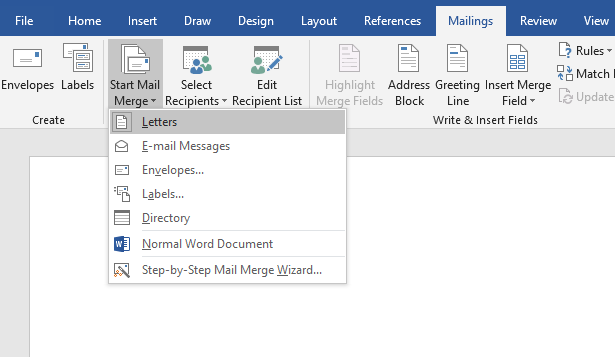 File Home Insert Draw Design Layout References Mailings Review View
Envelopes Labels Start Mail Merge Select Recipients Edit Recipient List Highlight Merge Fields Address Block Greeting Line Insert Merge Field Rules Match Update
Create Write & Insert Fields
Letters
E-mail Messages
Envelopes...
Labels...
Directory
Normal Word Document
Step-by-Step Mail Merge Wizard...